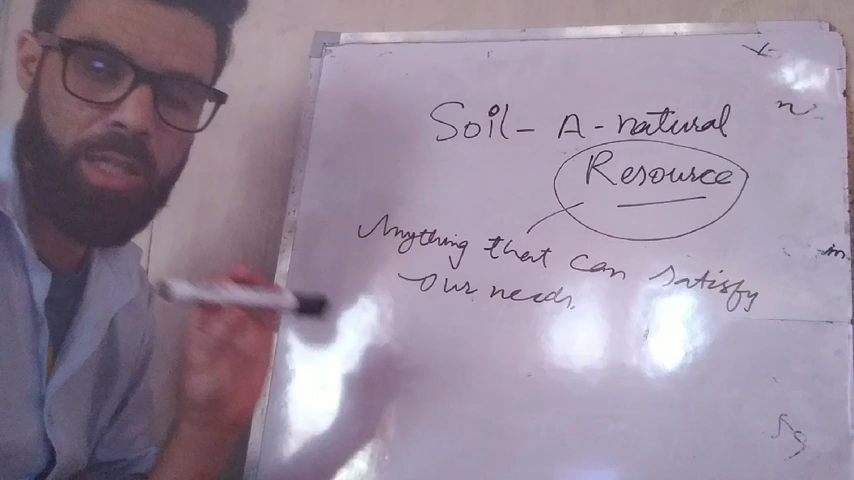 Soil - A - natural
Resource
Anything that can satisfy
our needs.